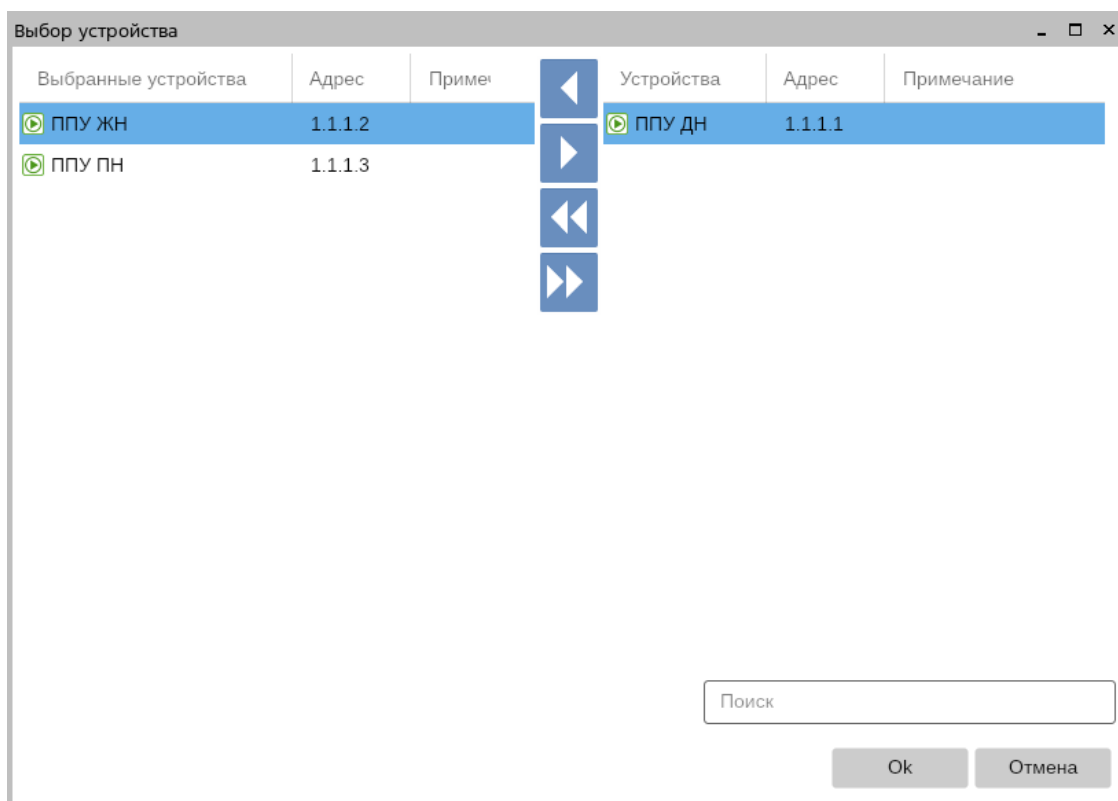 Выбор устройства
Выбранные устройства Адрес Приме Устройства Адрес Примечание
ППУ ЖН 1.1.1.2 ППУ ДН 1.1.1.1
ППУ ПН 1.1.1.3
Поиск
Ok Отмена